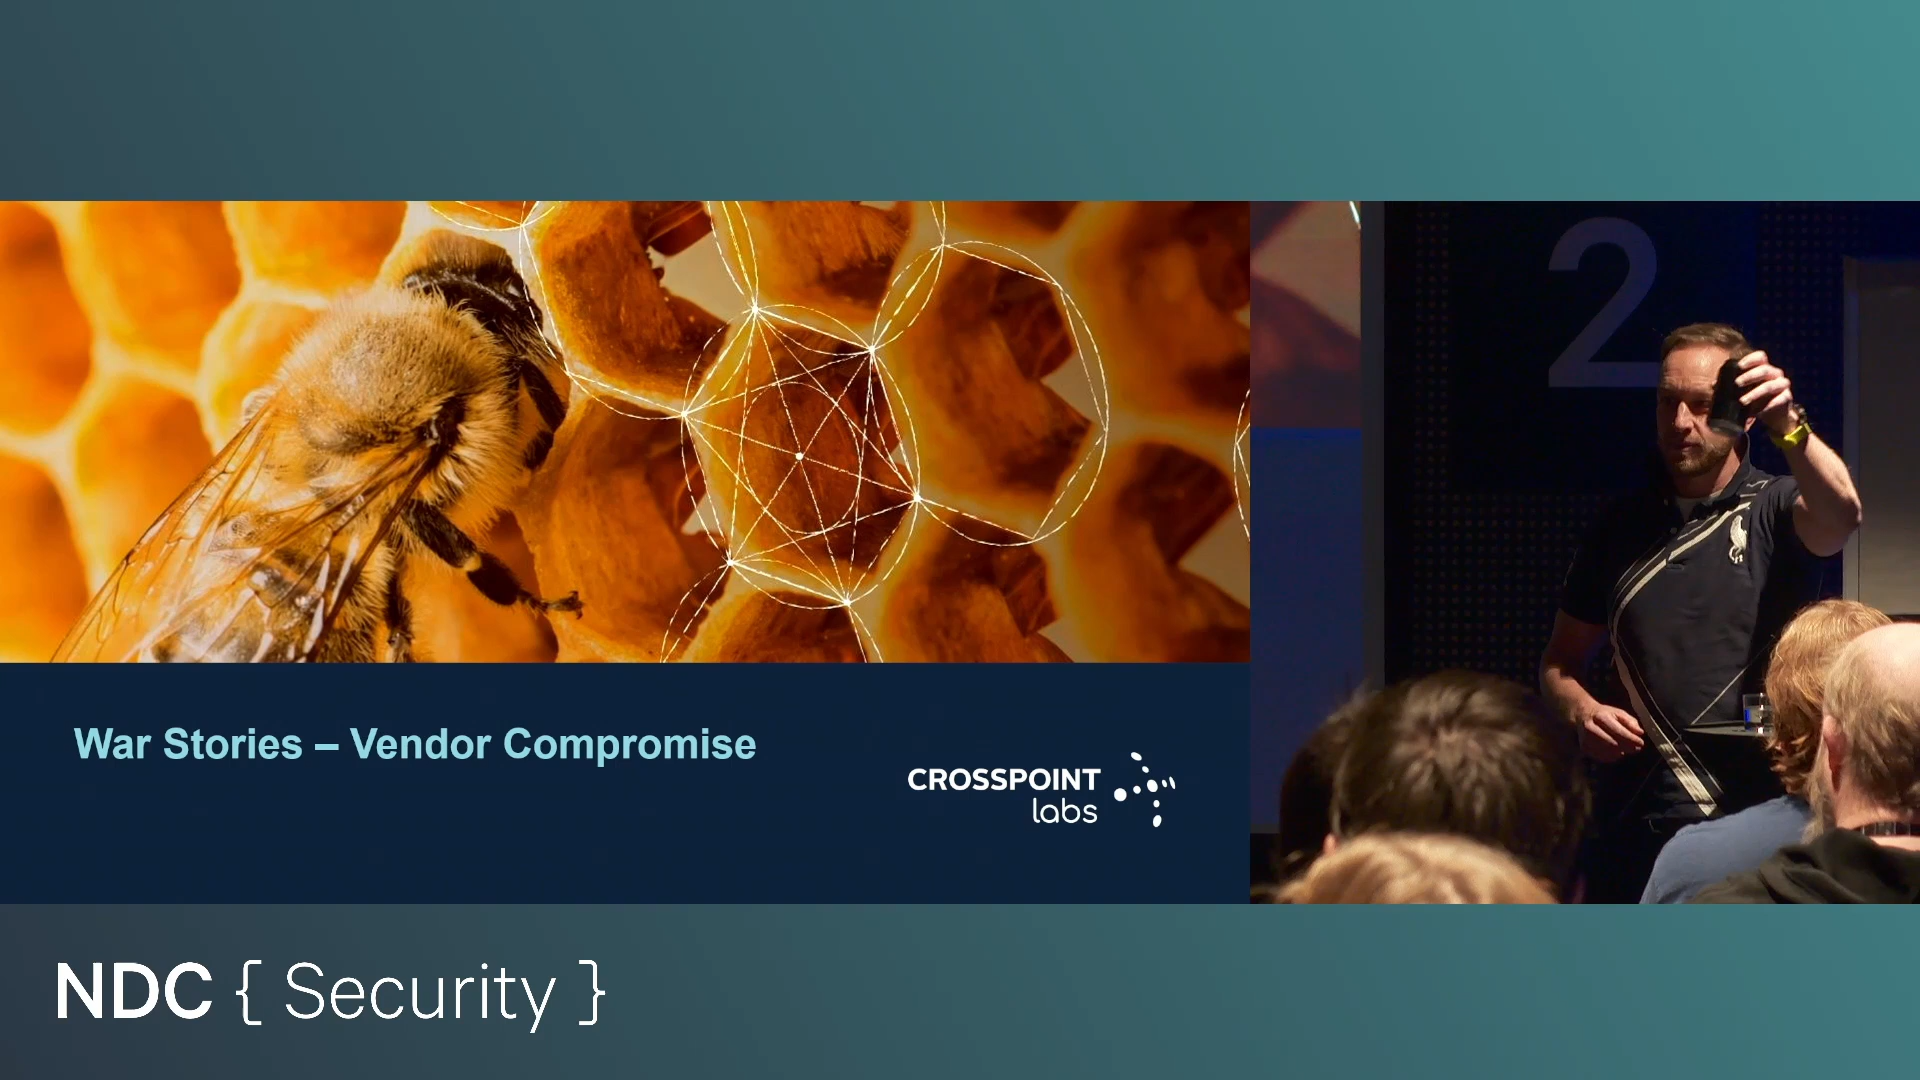 2
War Stories – Vendor Compromise
CROSSPOINT
labs
NDC { Security }